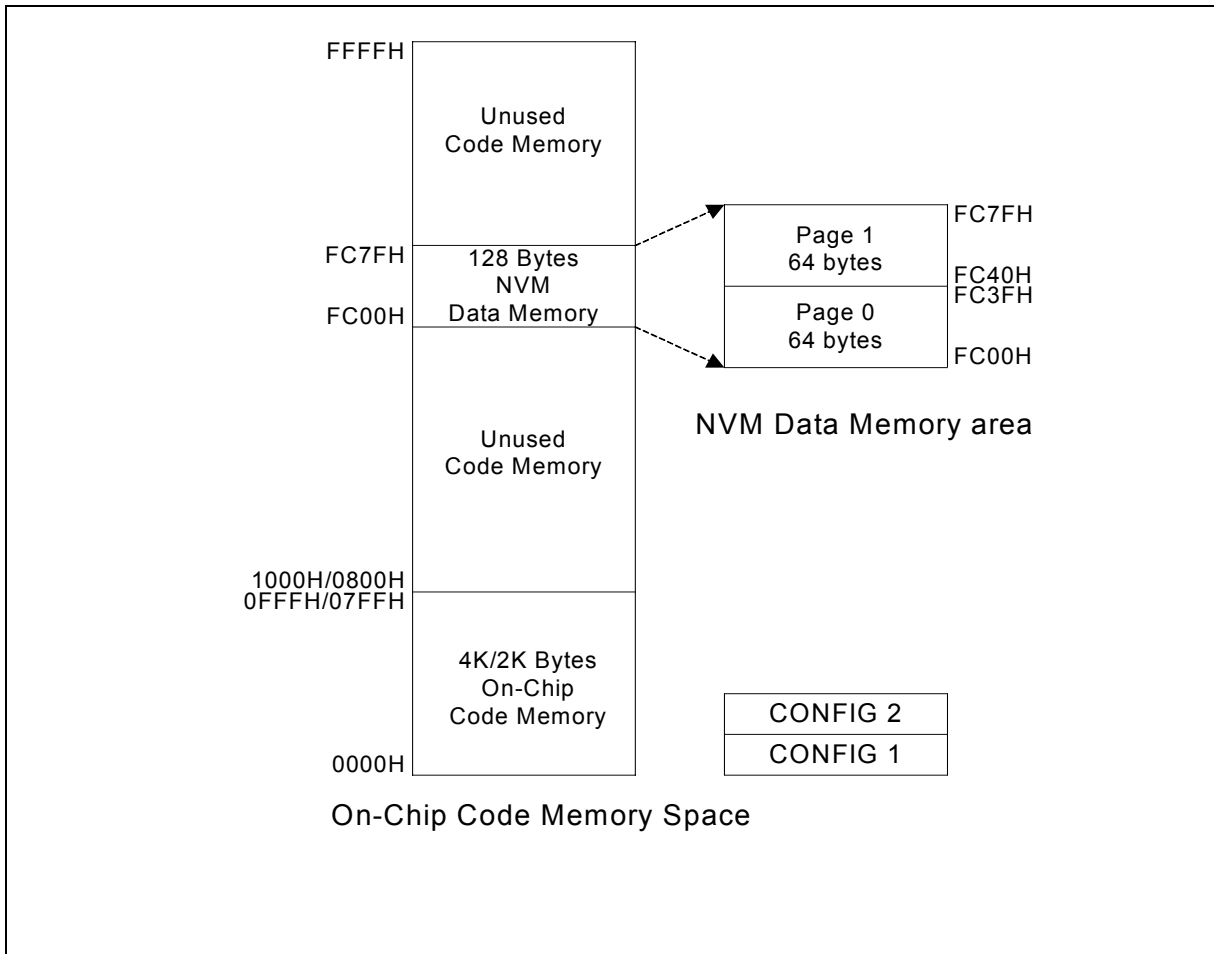 FFFFH
Unused
Code Memory
FC7FH
128 Bytes
NVM
Data Memory
FC00H
Unused
Code Memory
1000H/0800H
0FFFH/07FFH
4K/2K Bytes
On-Chip
Code Memory
0000H
On-Chip Code Memory Space
FC7FH
Page 1
64 bytes
FC40H
FC3FH
Page 0
64 bytes
FC00H
NVM Data Memory area
CONFIG 2
CONFIG 1